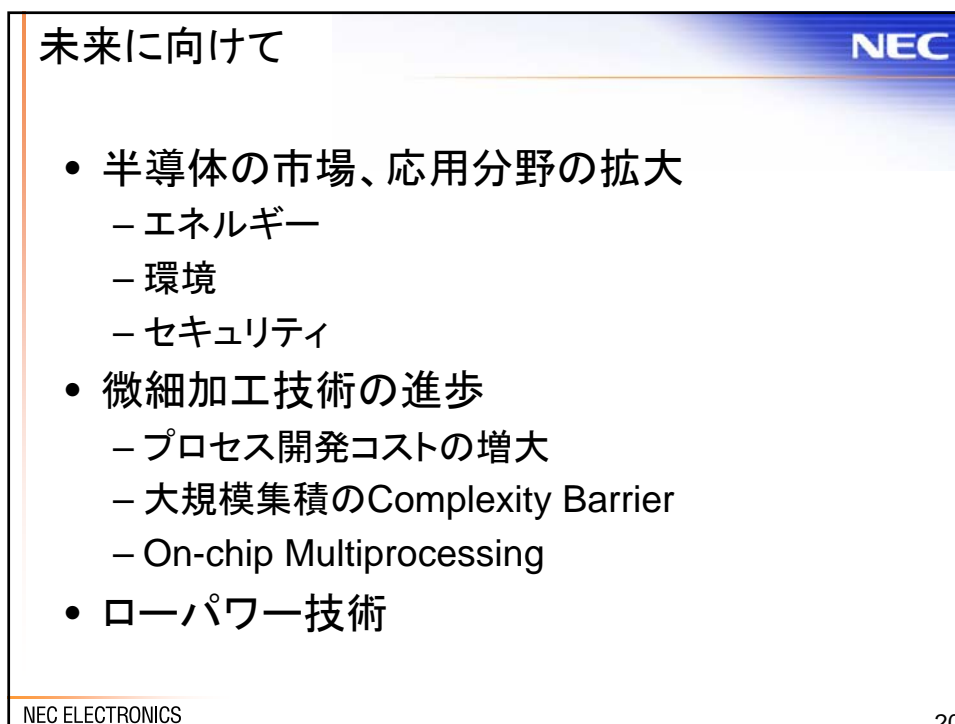 未来に向けて
NEC
• 半導体の市場、応用分野の拡大
– エネルギー
– 環境
– セキュリティ
• 微細加工技術の進歩
– プロセス開発コストの増大
– 大規模集積のComplexity Barrier
– On-chip Multiprocessing
• ローパワー技術
NEC ELECTRONICS
20